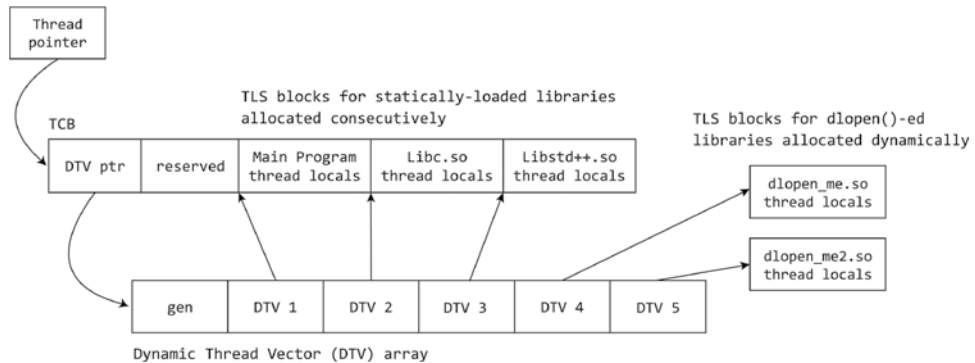 Thread
pointer
TLS blocks for statically-loaded libraries
allocated consecutively
TLS blocks for dlopen()-ed
libraries allocated dynamically
TCB
DTV ptr
reserved
Main Program
thread locals
Libc.so
thread locals
Libstd++.so
thread locals
dlopen_me.so
thread locals
dlopen_me2.so
thread locals
gen
DTV 1
DTV 2
DTV 3
DTV 4
DTV 5
Dynamic Thread Vector (DTV) array